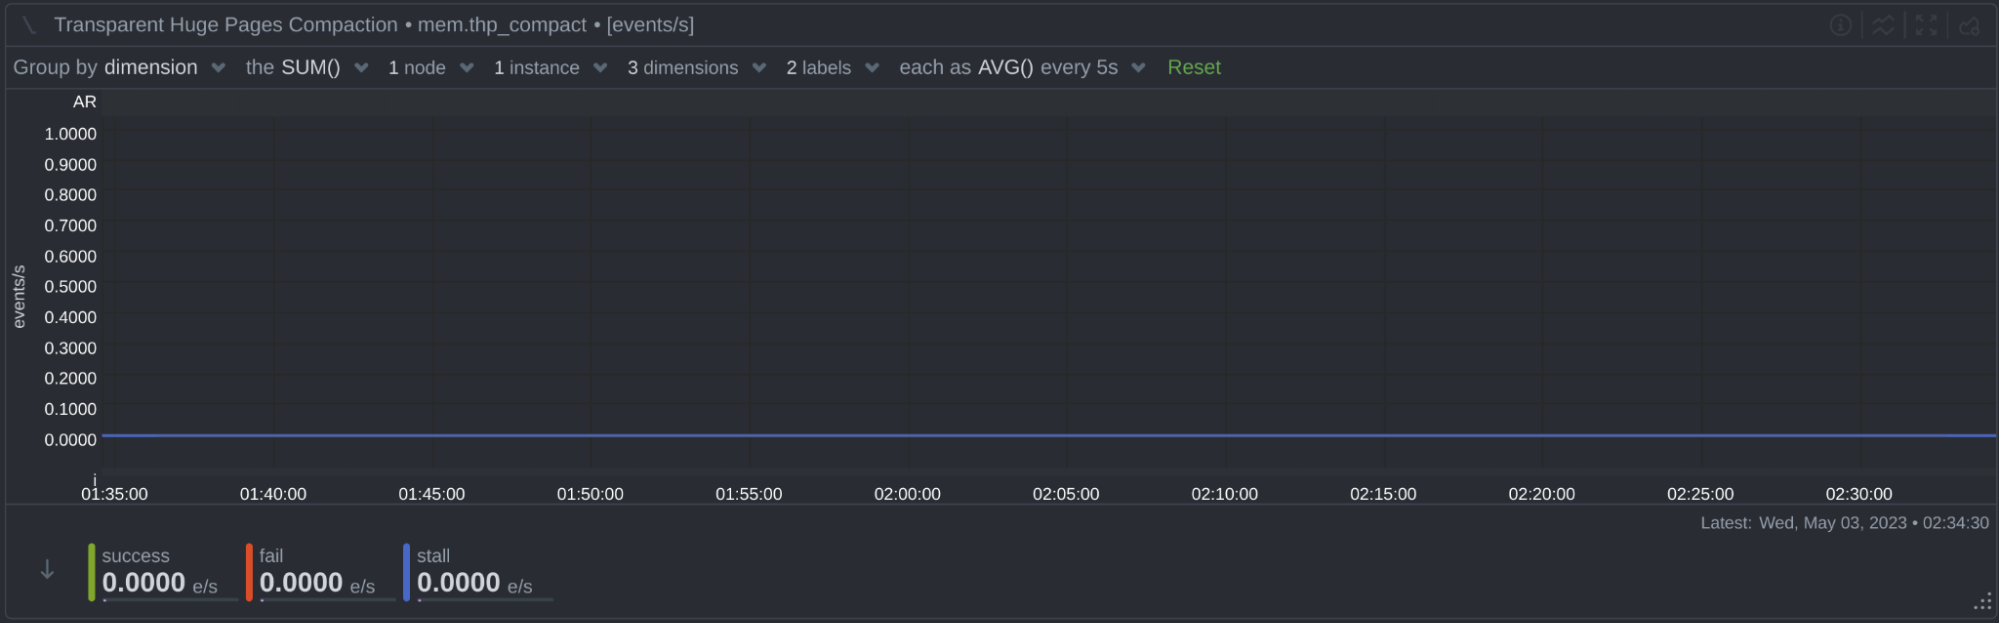 Transparent Huge Pages Compaction • mem.thp_compact • [events/s]
Group by dimension the SUM() 1 node 1 instance 3 dimensions 2 labels each as AVG() every 5s Reset
AR
1.0000
0.9000
0.8000
0.7000
0.6000
0.5000
0.4000
0.3000
0.2000
0.1000
0.0000
events/s
i
01:35:00 01:40:00 01:45:00 01:50:00 01:55:00 02:00:00 02:05:00 02:10:00 02:15:00 02:20:00 02:25:00 02:30:00
Latest: Wed, May 03, 2023 • 02:34:30
success fail stall
0.0000 e/s 0.0000 e/s 0.0000 e/s